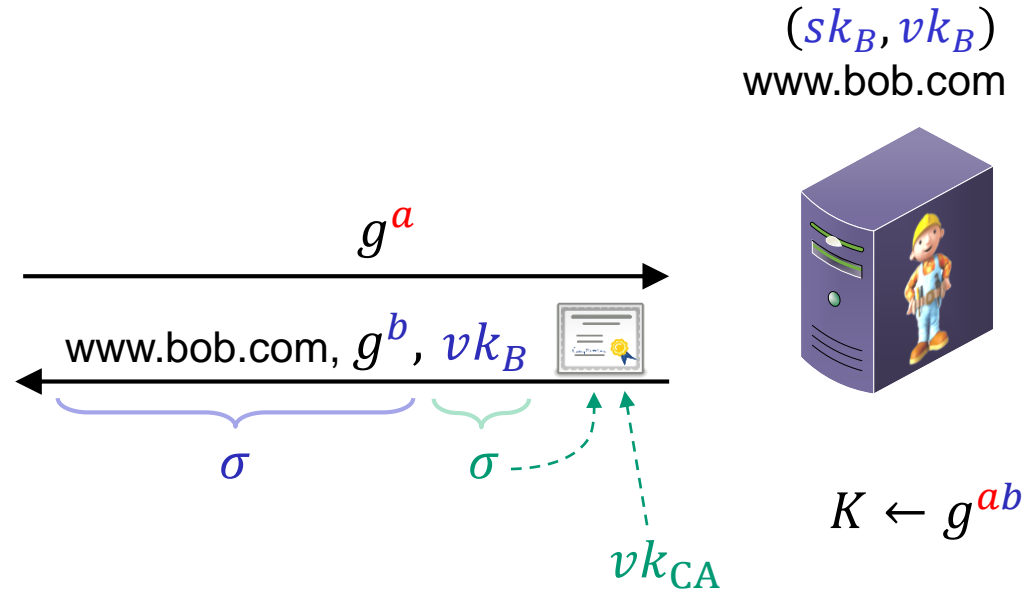 (sk_B, vk_B)
www.bob.com
g^a
www.bob.com, g^b, vk_B
σ σ
vk_CA
K ← g^{ab}